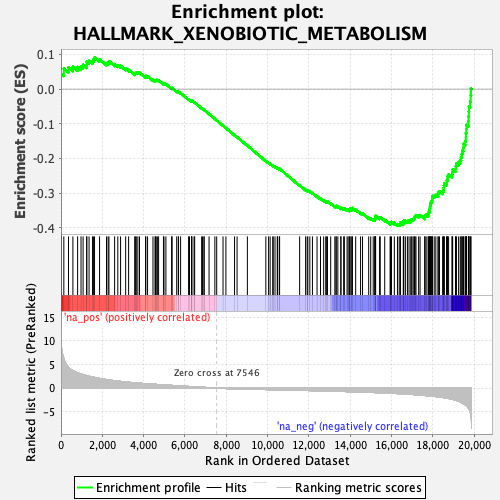 Enrichment plot:
HALLMARK_XENOBIOTIC_METABOLISM
Enrichment score (ES)
0.1
0.0
-0.1
-0.2
-0.3
-0.4
'na_pos' (positively correlated)
Ranked list metric (PreRanked)
15
10
5
0
-5
Zero cross at 7546
'na_neg' (negatively correlated)
0
2,000
4,000
6,000
8,000
10,000
12,000
14,000
16,000
18,000
20,000
Rank in Ordered Dataset
Enrichment profile
Hits
Ranking metric scores